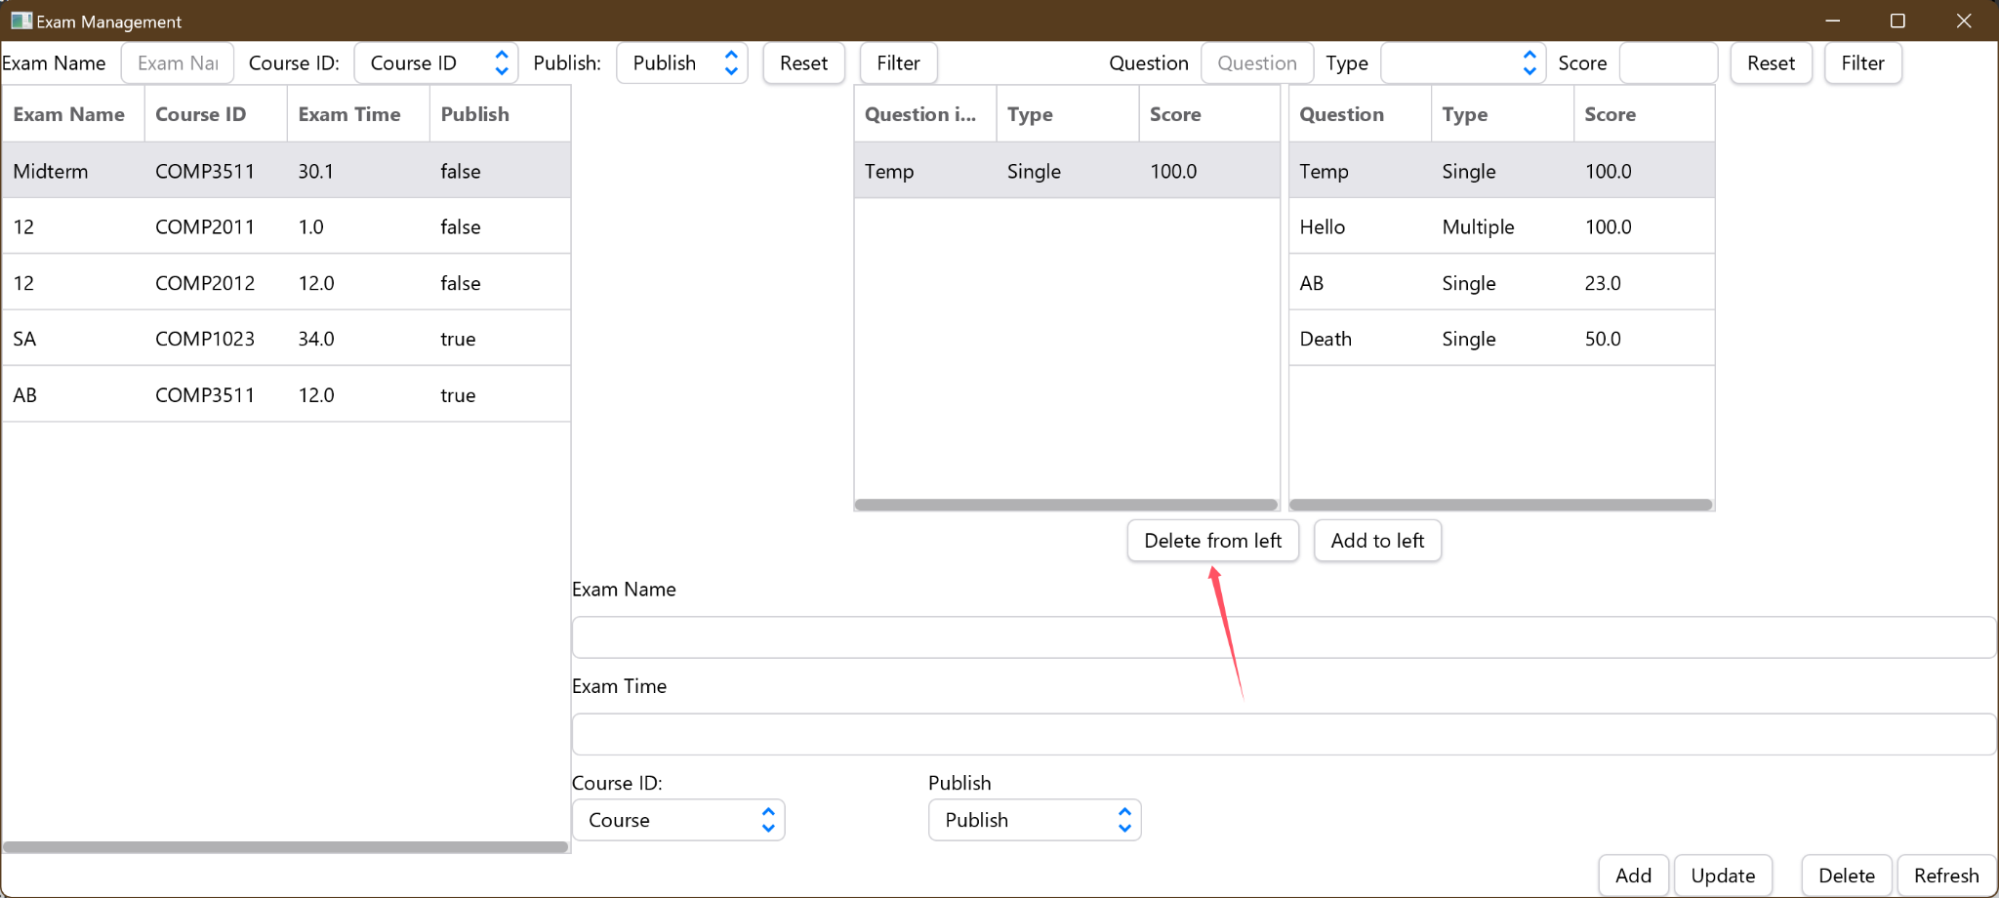 Exam Management
Exam Name Exam Nai Course ID: Course ID Publish: Publish Reset Filter Question Question Type Score Reset Filter
Exam Name Course ID Exam Time Publish
Midterm COMP3511 30.1 false
12 COMP2011 1.0 false
12 COMP2012 12.0 false
SA COMP1023 34.0 true
AB COMP3511 12.0 true
Question i... Type Score
Temp Single 100.0
Question Type Score
Temp Single 100.0
Hello Multiple 100.0
AB Single 23.0
Death Single 50.0
Delete from left Add to left
Exam Name
Exam Time
Course ID: Publish
Course Publish
Add Update Delete Refresh